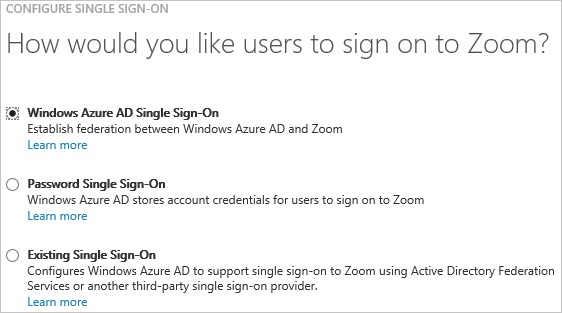 CONFIGURE SINGLE SIGN-ON
How would you like users to sign on to Zoom?
Windows Azure AD Single Sign-On
Establish federation between Windows Azure AD and Zoom
Learn more
Password Single Sign-On
Windows Azure AD stores account credentials for users to sign on to Zoom
Learn more
Existing Single Sign-On
Configures Windows Azure AD to support single sign-on to Zoom using Active Directory Federation
Services or another third-party single sign-on provider.
Learn more